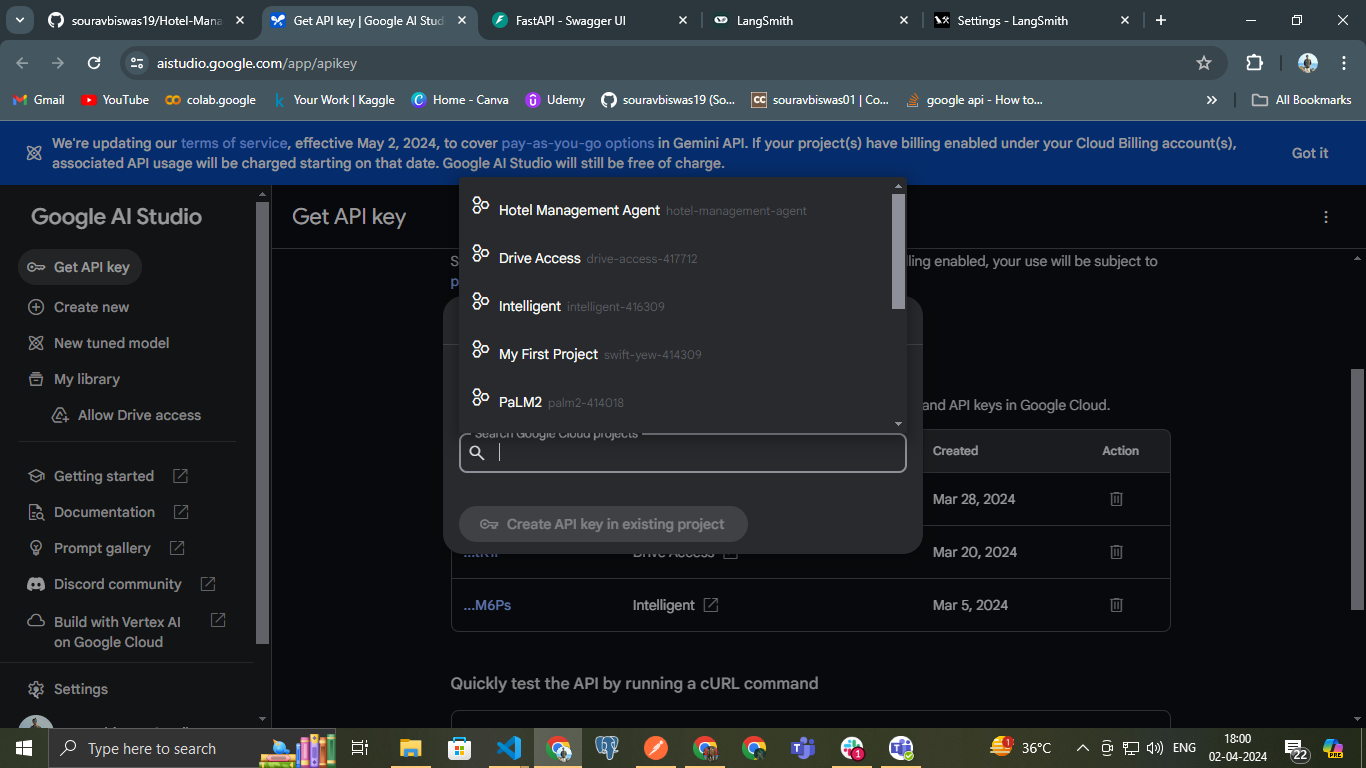 souravbiswas19/Hotel-Mana
Get API key | Google AI Stud
FastAPI - Swagger UI
LangSmith
Settings - LangSmith
aistudio.google.com/app/apikey
Gmail
YouTube
colab.google
Your Work | Kaggle
Home - Canva
Udemy
souravbiswas19 (So...
souravbiswas01 | Co...
google api - How to...
»
All Bookmarks
We're updating our terms of service, effective May 2, 2024, to cover pay-as-you-go options in Gemini API. If your project(s) have billing enabled under your Cloud Billing account(s),
associated API usage will be charged starting on that date. Google AI Studio will still be free of charge.
Got it
Google AI Studio
Get API key
Create new
New tuned model
My library
Allow Drive access
Getting started
Documentation
Prompt gallery
Discord community
Build with Vertex AI
on Google Cloud
Settings
Get API key
Hotel Management Agent hotel-management-agent
Drive Access drive-access-417712
Intelligent intelligent-416309
My First Project swift-yew-414309
PaLM2 palm2-414018
Search Google Cloud projects
Create API key in existing project
enabled, your use will be subject to
and API keys in Google Cloud.
Created
Action
Mar 28, 2024
Drive Access
Mar 20, 2024
...M6Ps
Intelligent
Mar 5, 2024
Quickly test the API by running a cURL command
Type here to search
36°C
ENG
18:00
02-04-2024
22